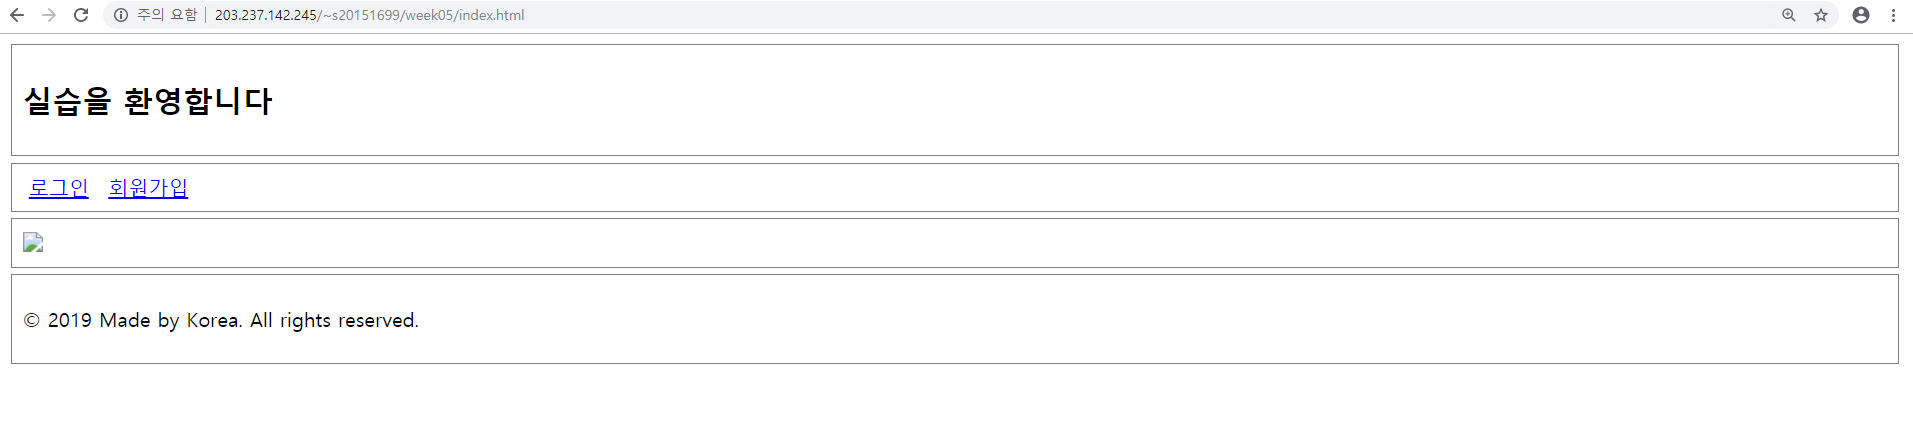 주의 요함 203.237.142.245/~s20151699/week05/index.html
실습을 환영합니다
로그인 회원가입
© 2019 Made by Korea. All rights reserved.